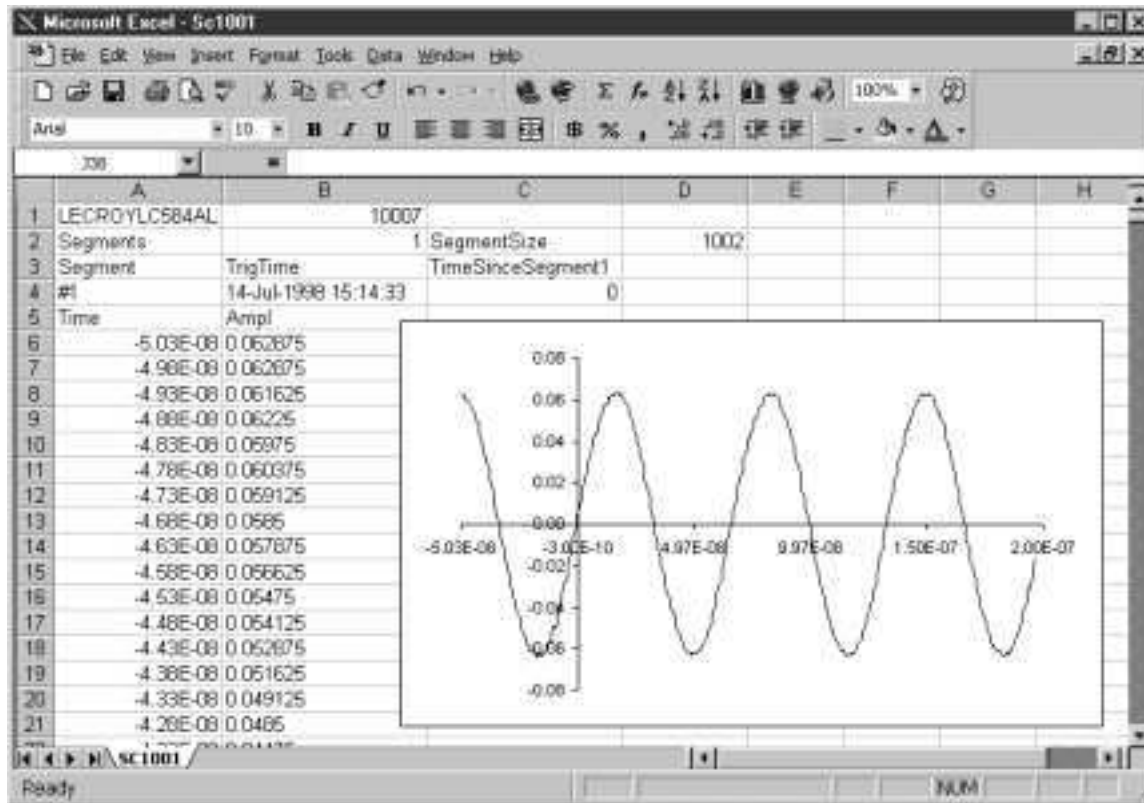 Microsoft Excel - Sc1001
File Edit View Insert Format Tools Data Window Help
100%
Arial 10 B I U $ % ,
J38 =
A B C D E F G H
1 LECROYLC584AL 10007
2 Segments 1 SegmentSize 1002
3 Segment TrigTime TimeSinceSegment1
4 #1 14-Jul-1998 15:14:33 0
5 Time Ampl
6 -5.03E-08 0.062875
7 -4.98E-08 0.062875
8 -4.93E-08 0.061625
9 -4.88E-08 0.06225
10 -4.83E-08 0.05975
11 -4.78E-08 0.060375
12 -4.73E-08 0.059125
13 -4.68E-08 0.0585
14 -4.63E-08 0.057875
15 -4.58E-08 0.056625
16 -4.53E-08 0.05475
17 -4.48E-08 0.054125
18 -4.43E-08 0.052875
19 -4.38E-08 0.051625
20 -4.33E-08 0.049125
21 -4.28E-08 0.0485
0.08
0.06
0.04
0.02
0.00
-5.03E-08 -3.00E-10 4.97E-08 9.97E-08 1.50E-07 2.00E-07
-0.02
-0.04
-0.06
-0.08
SC1001
Ready NUM